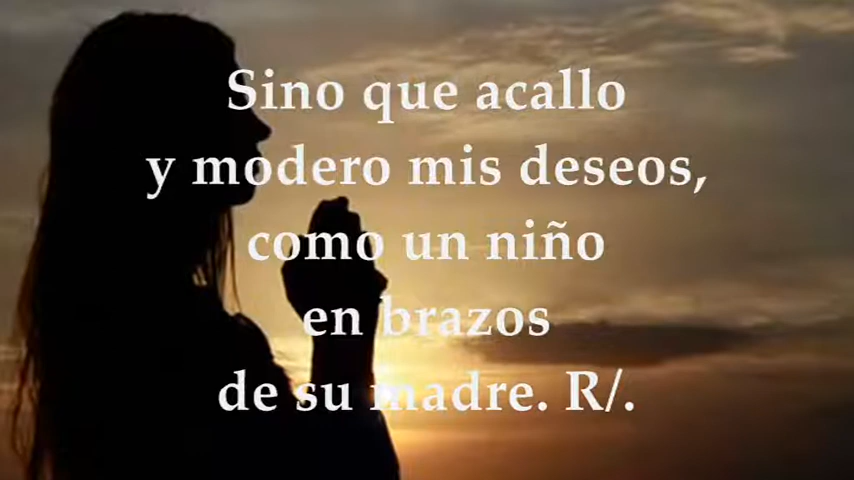 Sino que acallo
y modero mis deseos,
como un niño
en brazos
de su madre. R/.